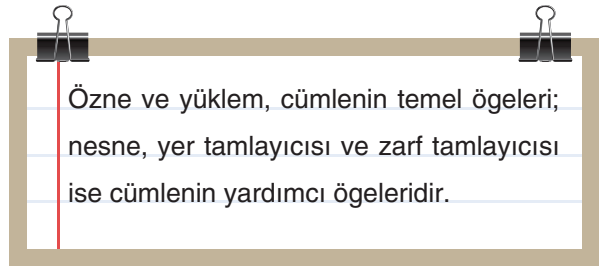 Özne ve yüklem, cümlenin temel ögeleri;
nesne, yer tamlayıcısı ve zarf tamlayıcısı
ise cümlenin yardımcı ögeleridir.